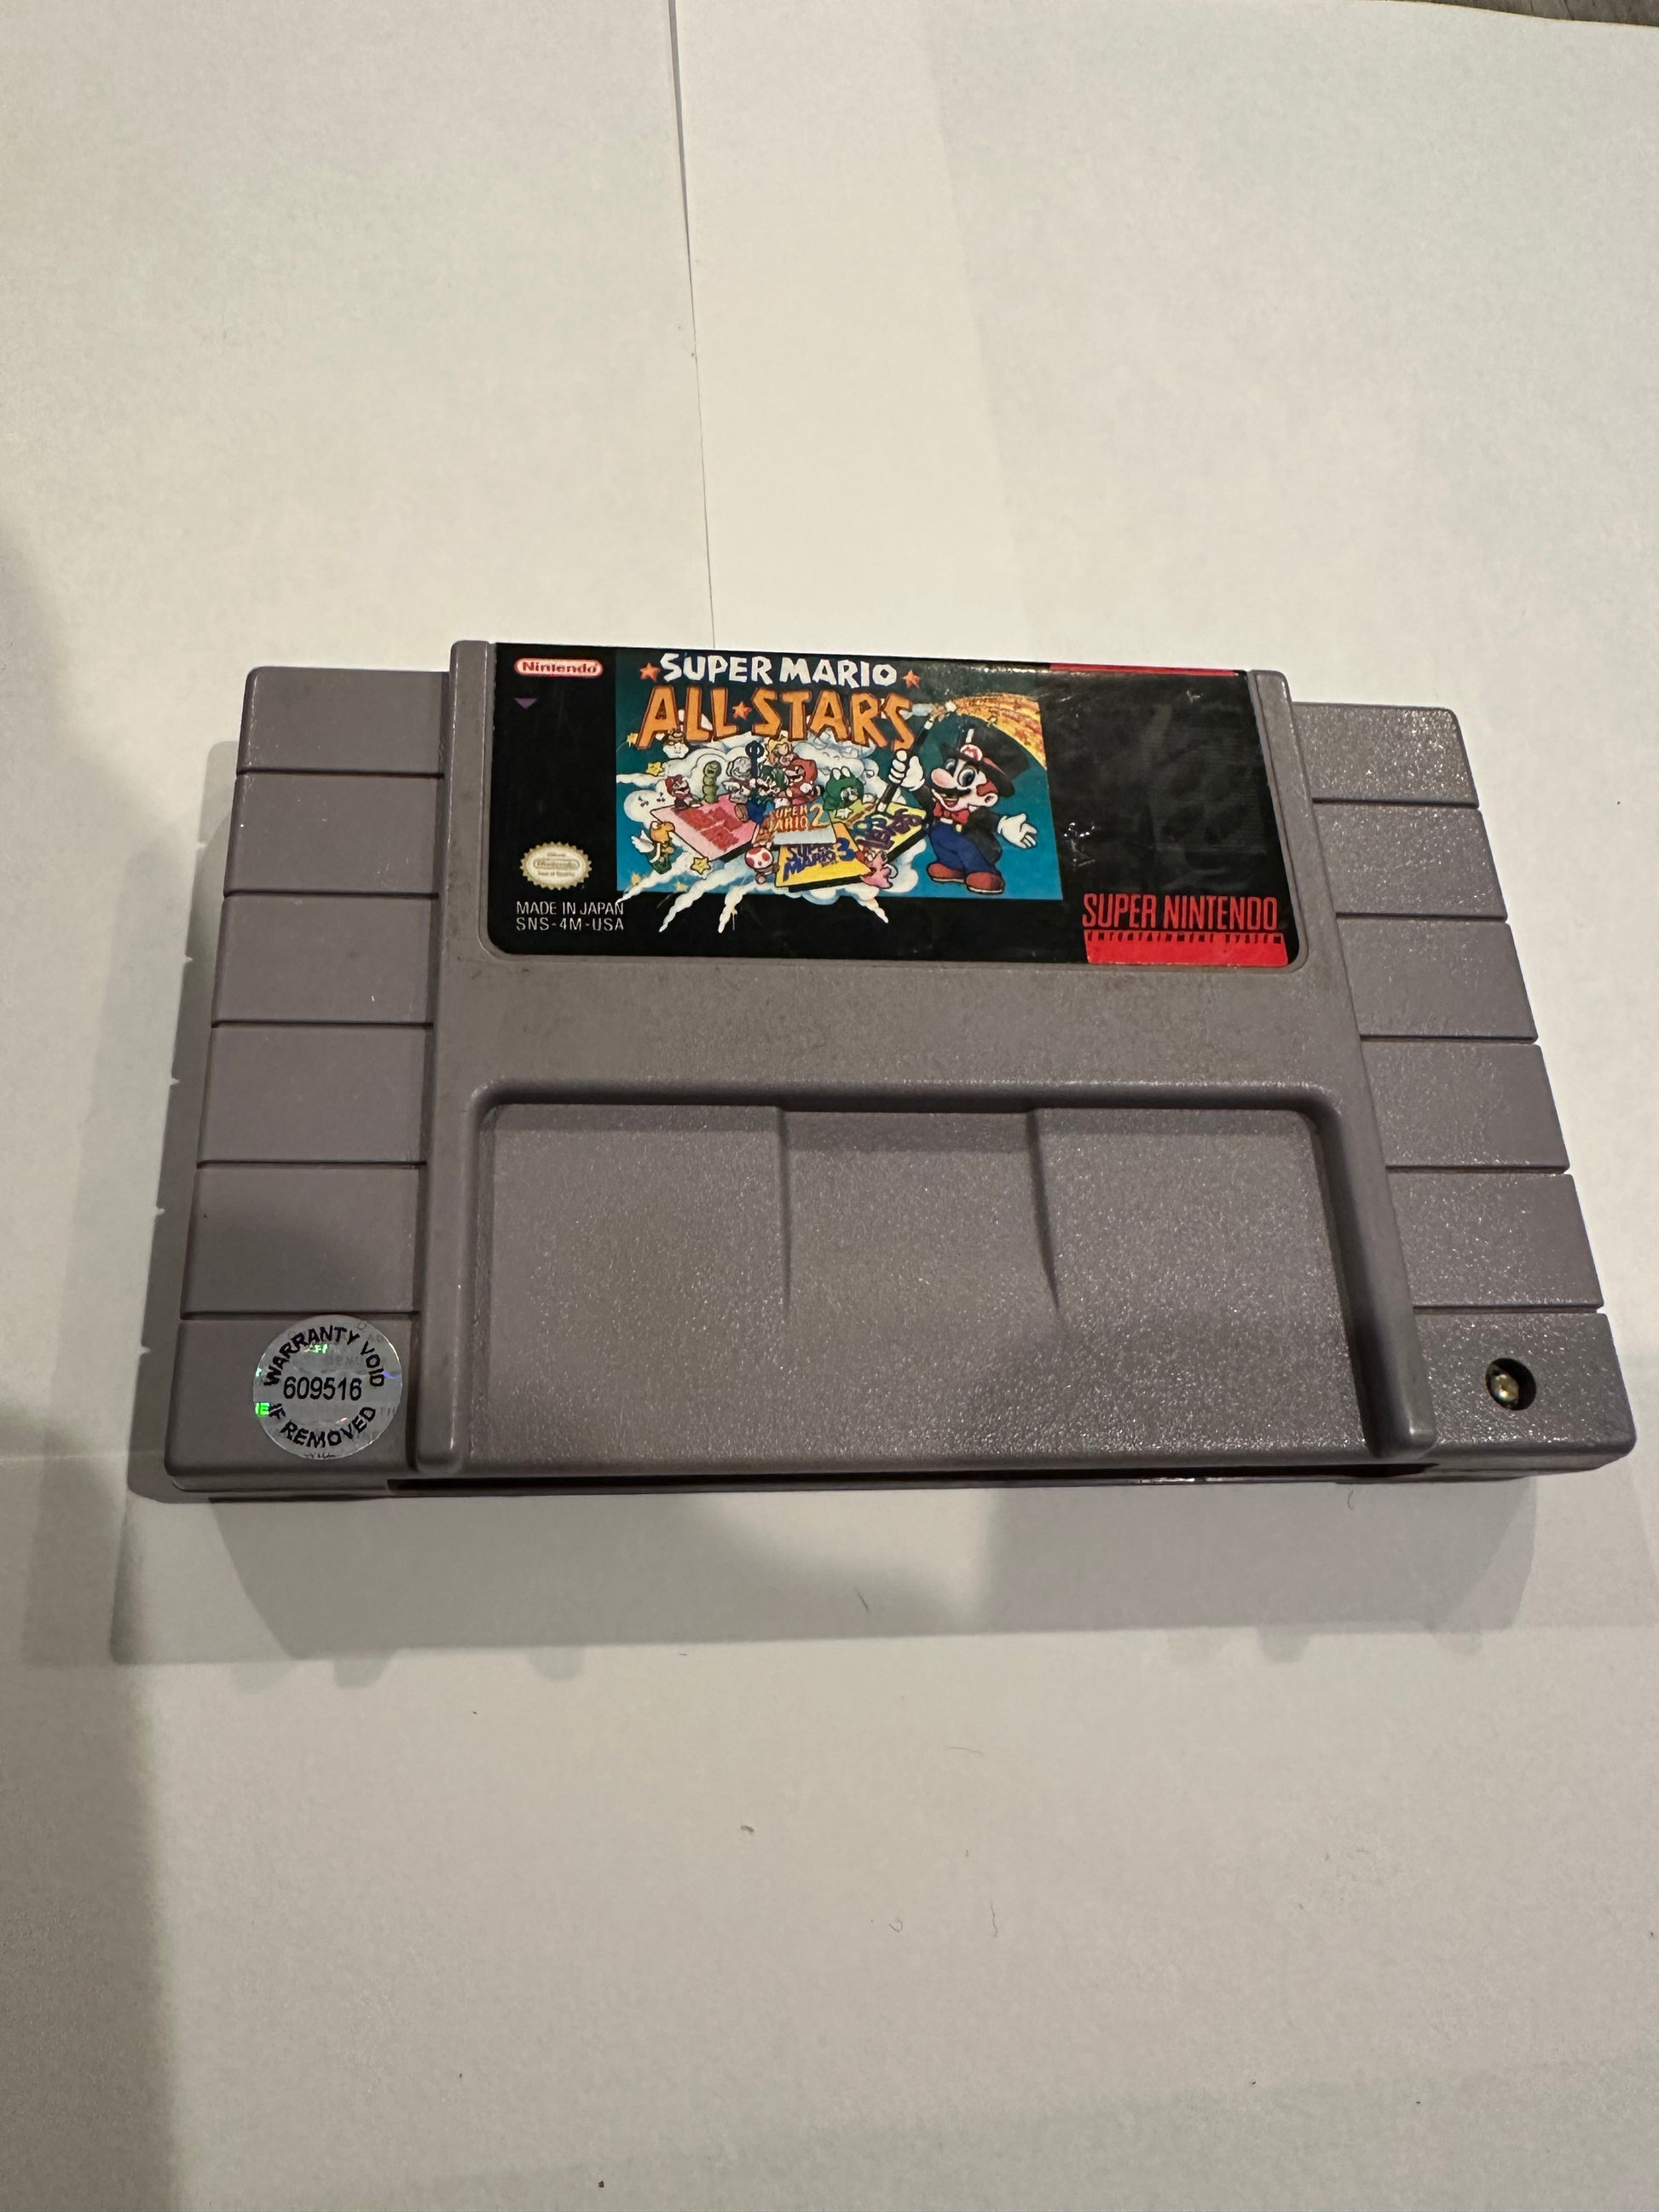 Nintendo
SUPER MARIO
ALL★STARS
SUPER
MARIO 2
SUPER
MARIO 3
MADE IN JAPAN
SNS-4M-USA
SUPER NINTENDO
ENTERTAINMENT SYSTEM
WARRANTY VOID
609516
IF REMOVED